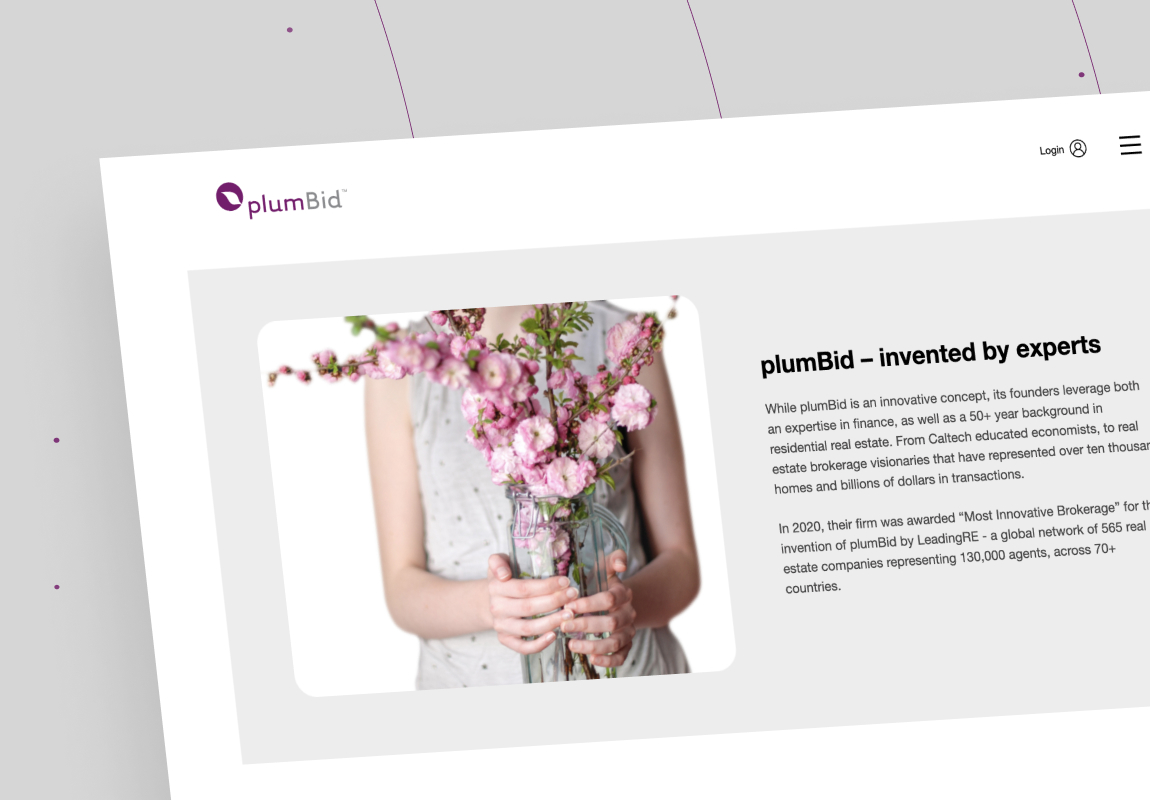 Login
plumBid™
plumBid – invented by experts
While plumBid is an innovative concept, its founders leverage both
an expertise in finance, as well as a 50+ year background in
residential real estate. From Caltech educated economists, to real
estate brokerage visionaries that have represented over ten
homes and billions of dollars in transactions.
In 2020, their firm was awarded “Most Innovative Brokerage” for
invention of plumBid by LeadingRE - a global network of 565 real
estate companies representing 130,000 agents, across 70+
countries.